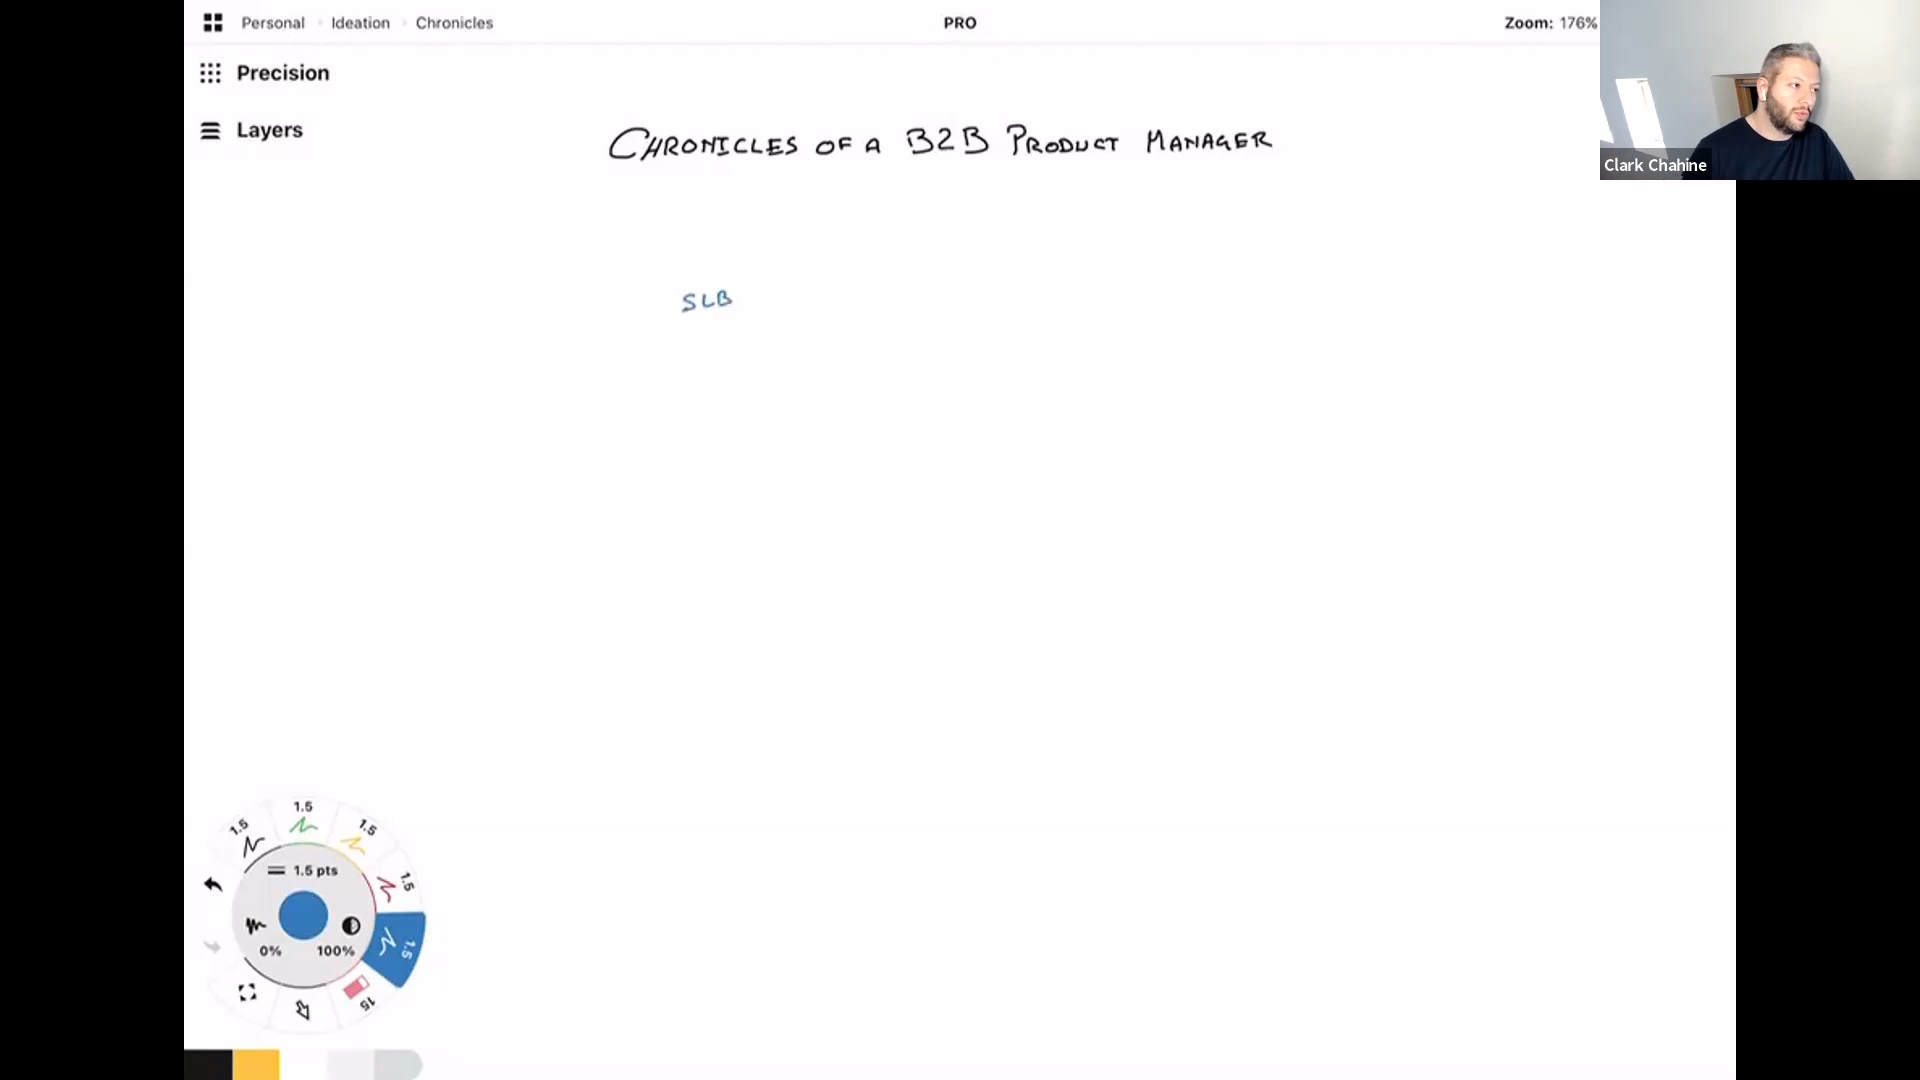 Personal Ideation Chronicles
PRO
Zoom: 176%
Precision
Layers
CHRONICLES OF A B2B PRODUCT MANAGER
Clark Chahine
SLB
1.5
1.5
1.5
1.5
1.5 pts
1.5
0%
100%
15